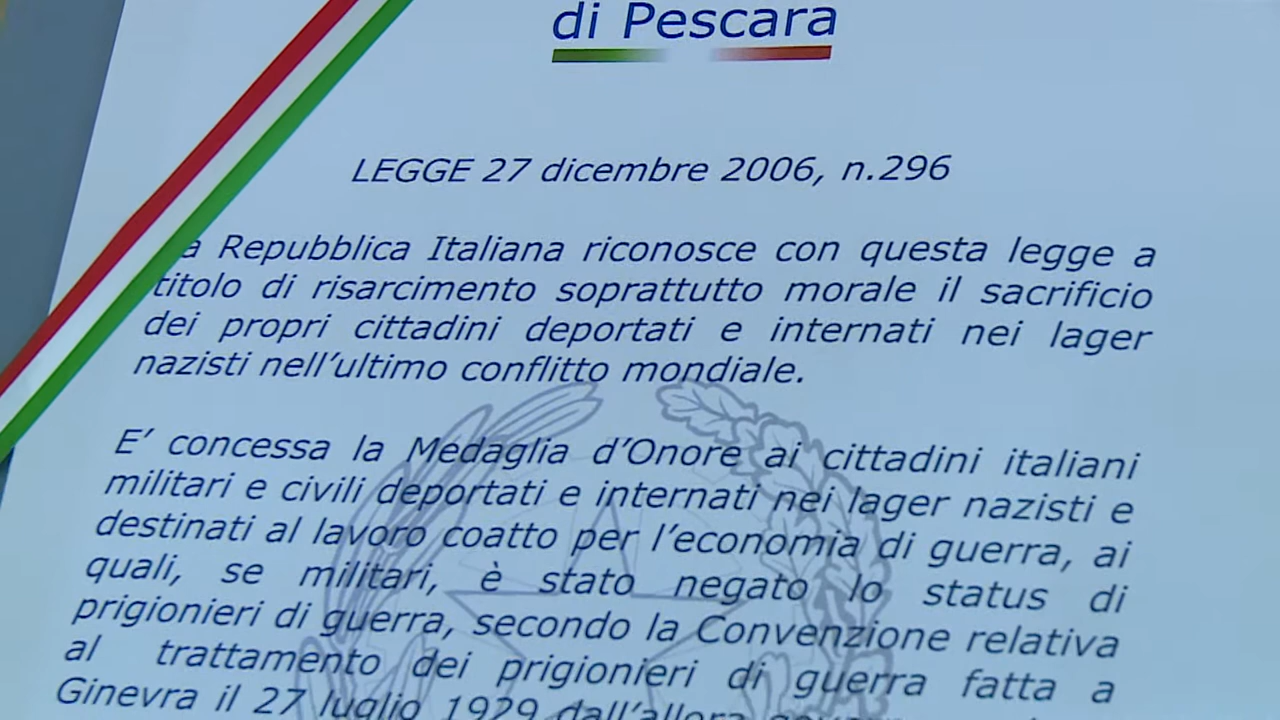 di Pescara
LEGGE 27 dicembre 2006, n.296
a Repubblica Italiana riconosce con questa legge a
titolo di risarcimento soprattutto morale il sacrificio
dei propri cittadini deportati e internati nei lager
nazisti nell'ultimo conflitto mondiale.
E' concessa la Medaglia d'Onore ai cittadini italiani
militari e civili deportati e internati nei lager nazisti e
destinati al lavoro coatto per l'economia di guerra, ai
quali, se militari, è stato negato lo status di
prigionieri di guerra, secondo la Convenzione relativa
al trattamento dei prigionieri di guerra fatta a
Ginevra il 27 luglio 1929 dall'allora